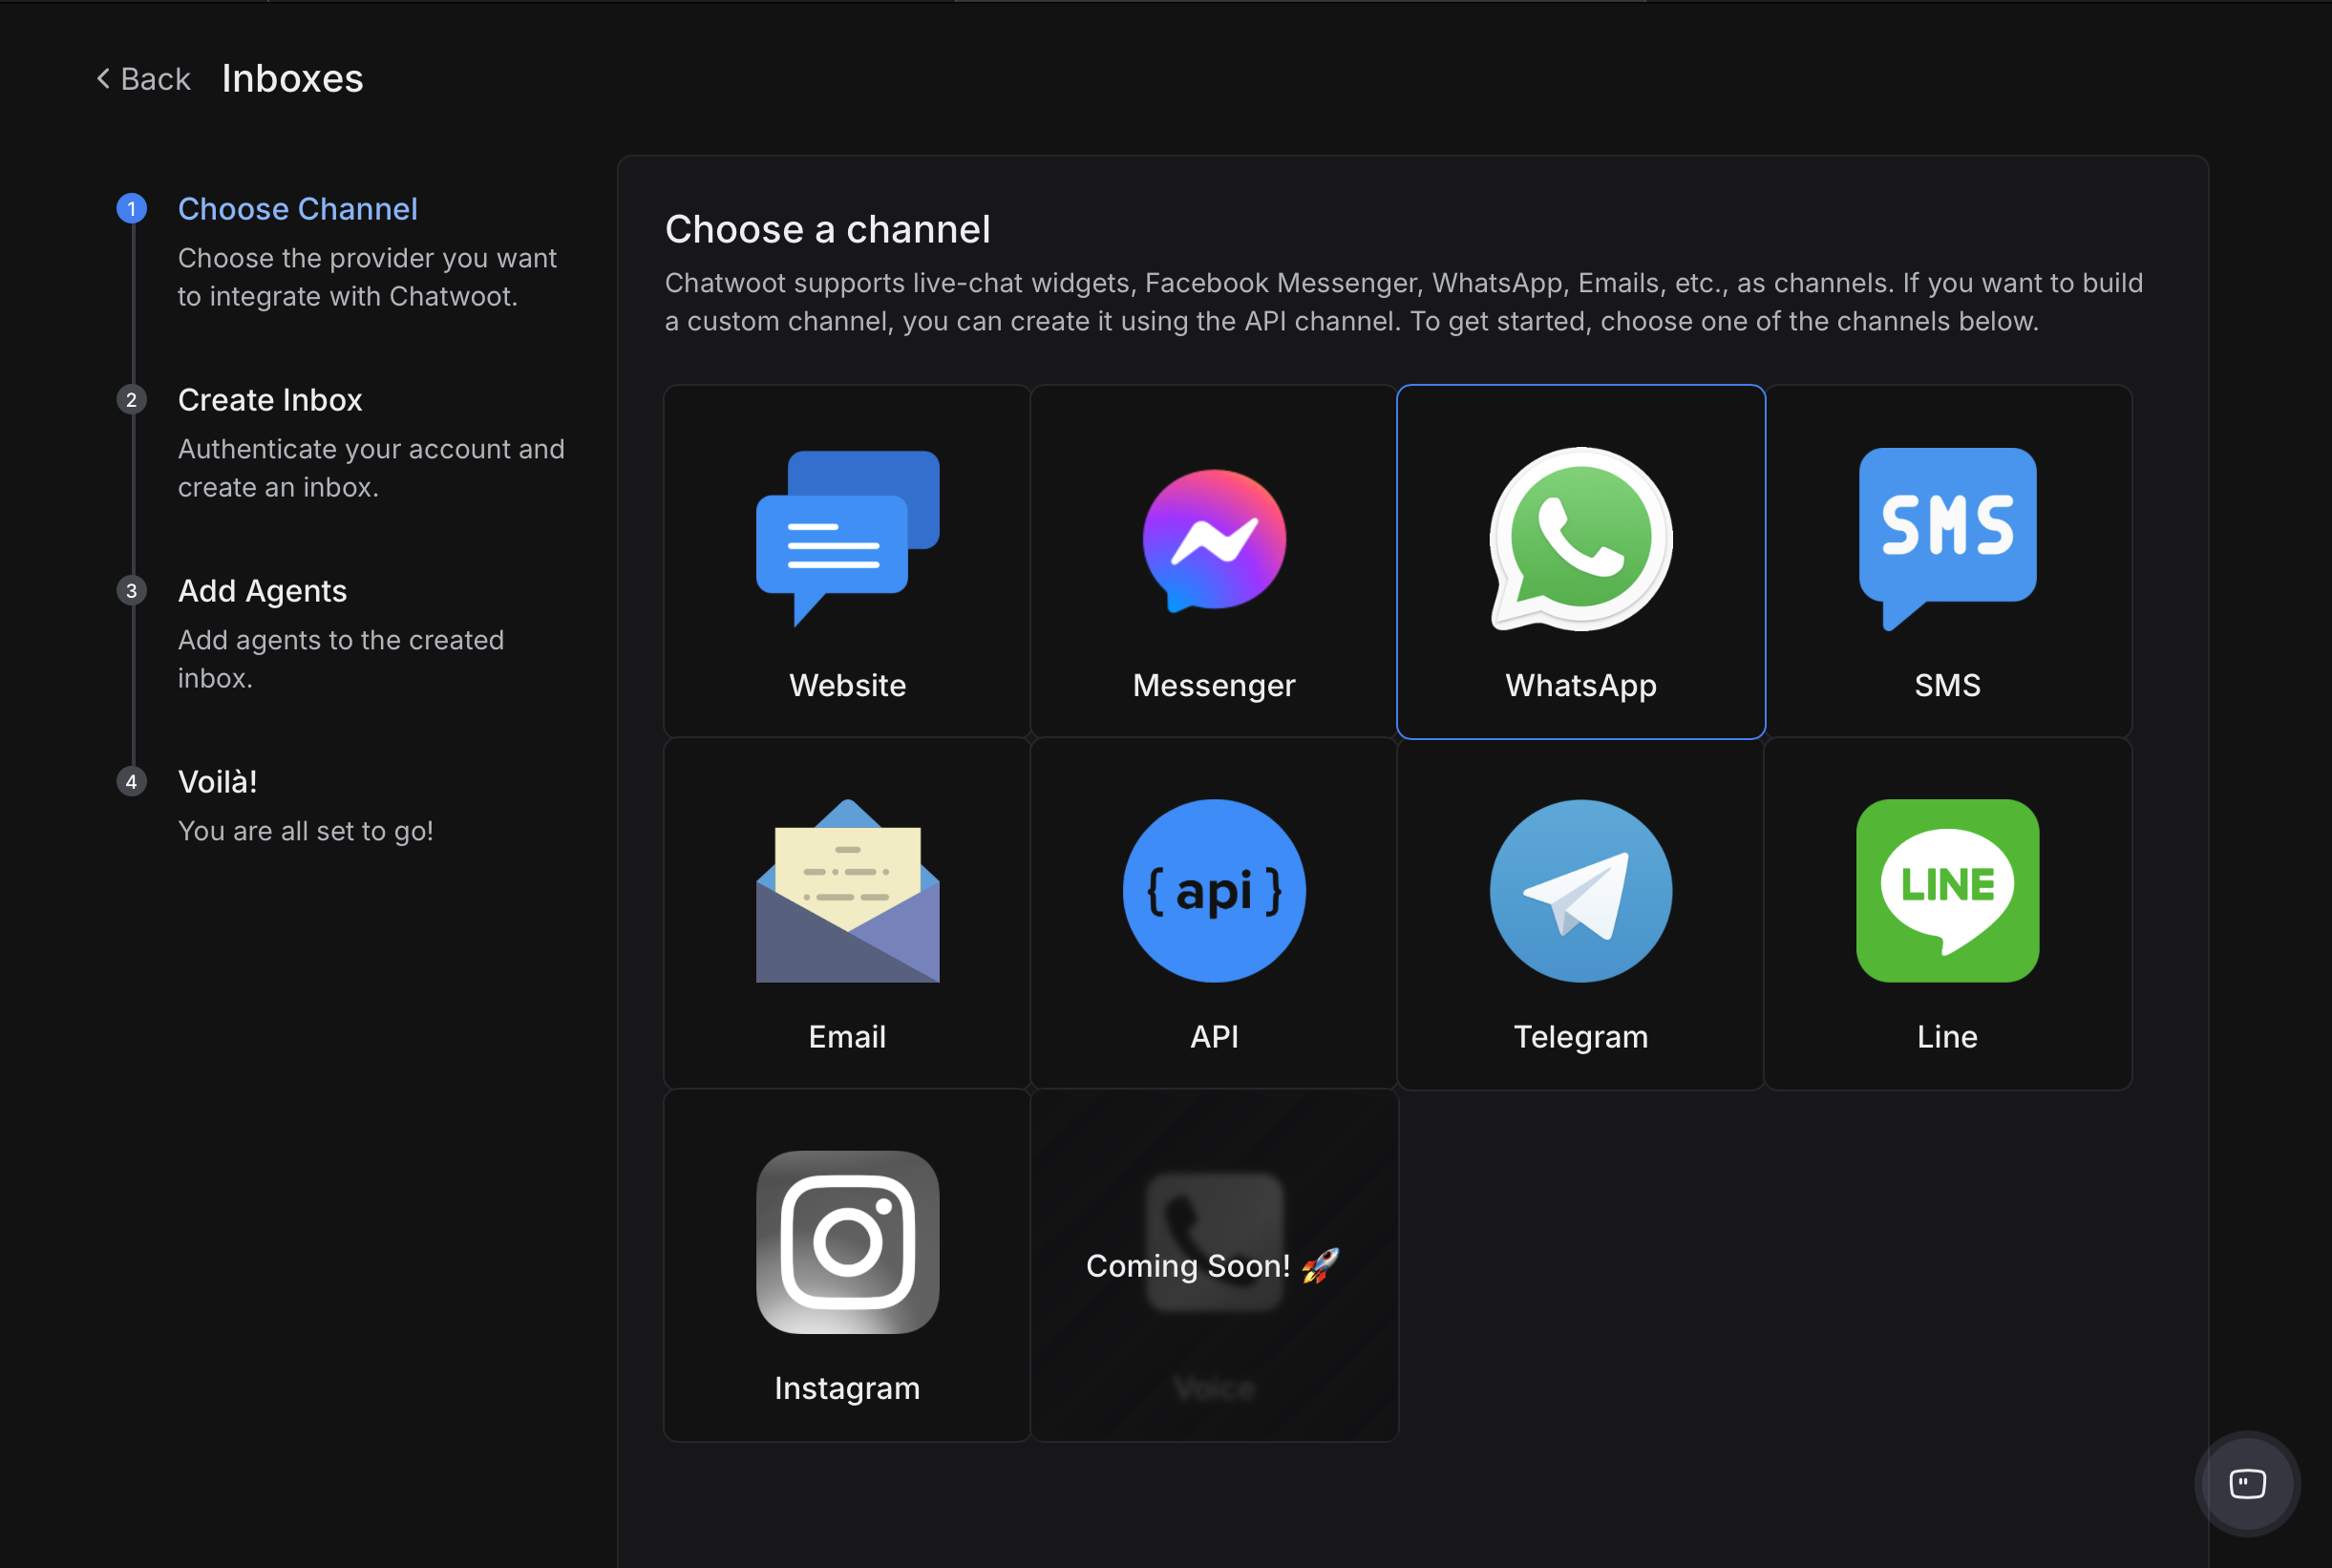 Back
Inboxes
1
Choose Channel
Choose the provider you want
to integrate with Chatwoot.
2
Create Inbox
Authenticate your account and
create an inbox.
3
Add Agents
Add agents to the created
inbox.
4
Voilà!
You are all set to go!
Choose a channel
Chatwoot supports live-chat widgets, Facebook Messenger, WhatsApp, Emails, etc., as channels. If you want to build
a custom channel, you can create it using the API channel. To get started, choose one of the channels below.
Website
Messenger
WhatsApp
SMS
SMS
Email
{ api }
API
Telegram
LINE
Line
Instagram
Coming Soon! 🚀
Voice